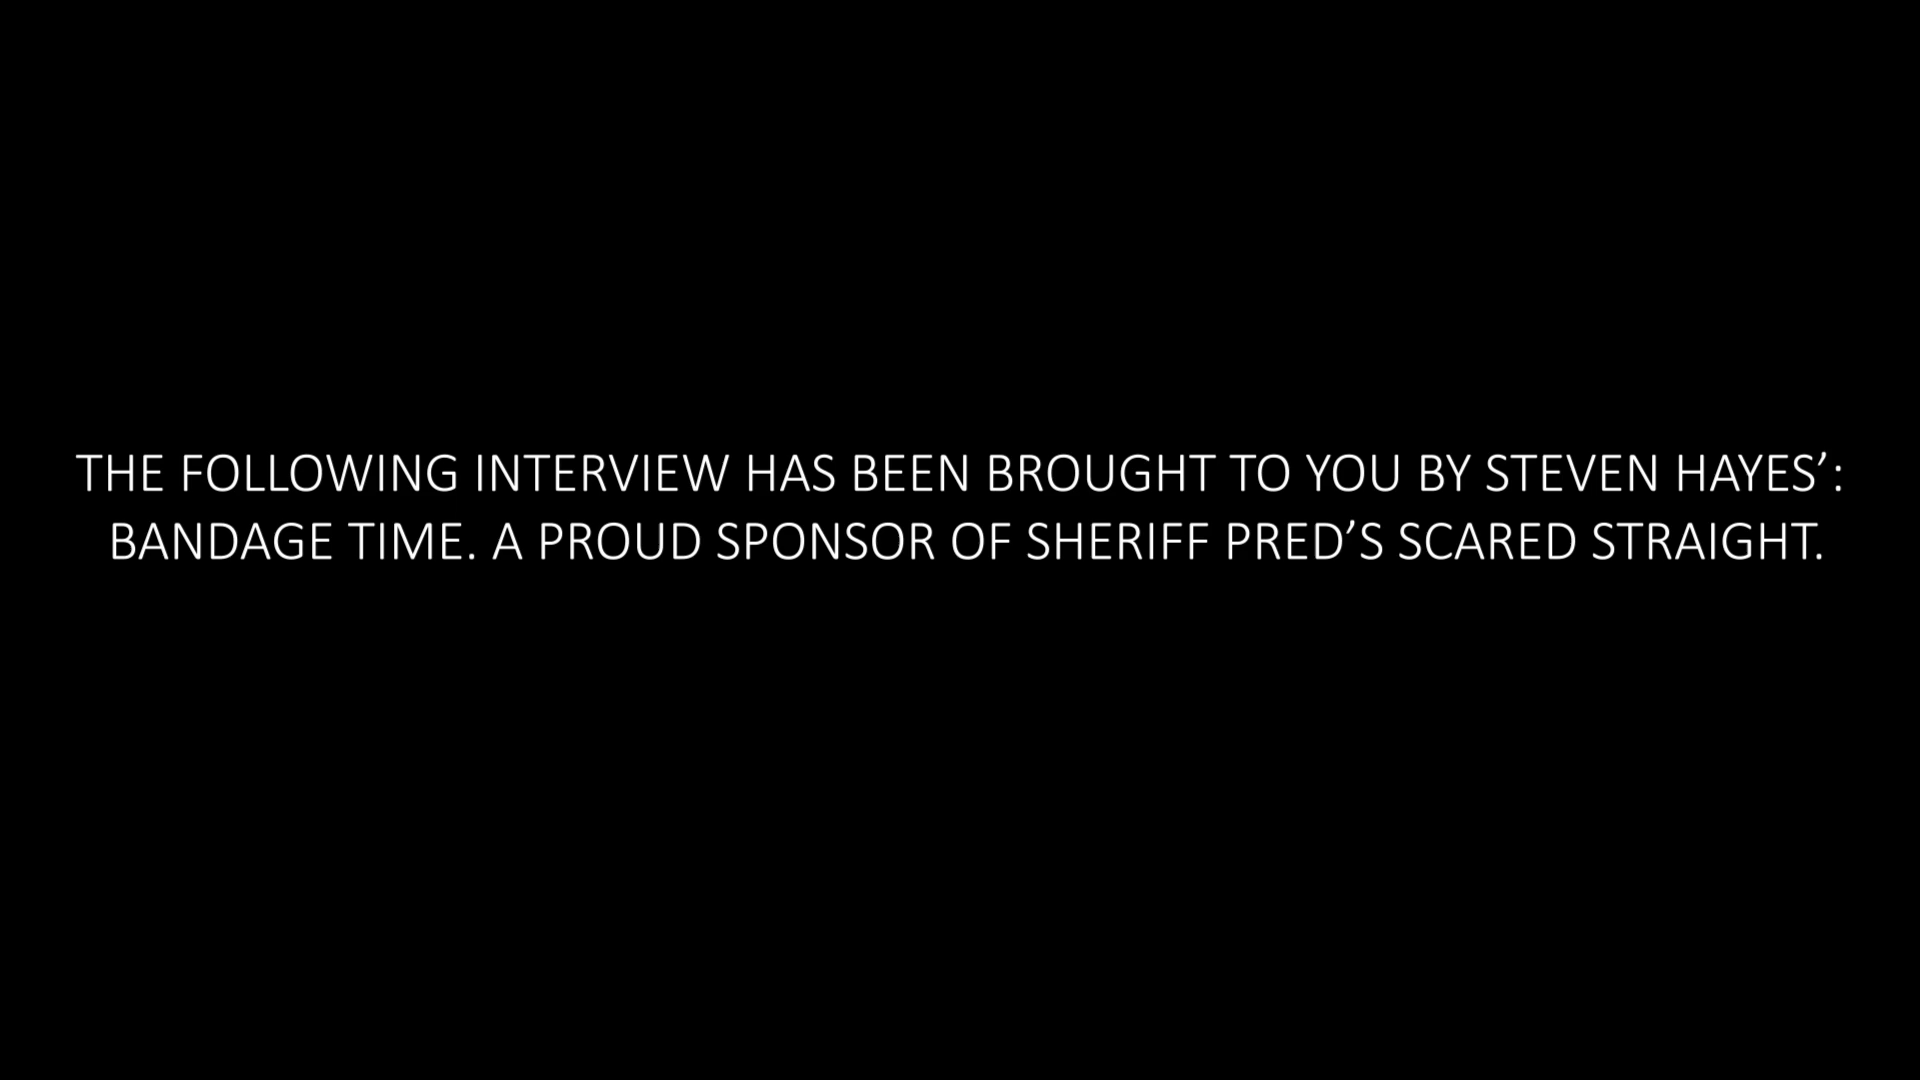 THE FOLLOWING INTERVIEW HAS BEEN BROUGHT TO YOU BY STEVEN HAYES’:
BANDAGE TIME. A PROUD SPONSOR OF SHERIFF PRED’S SCARED STRAIGHT.